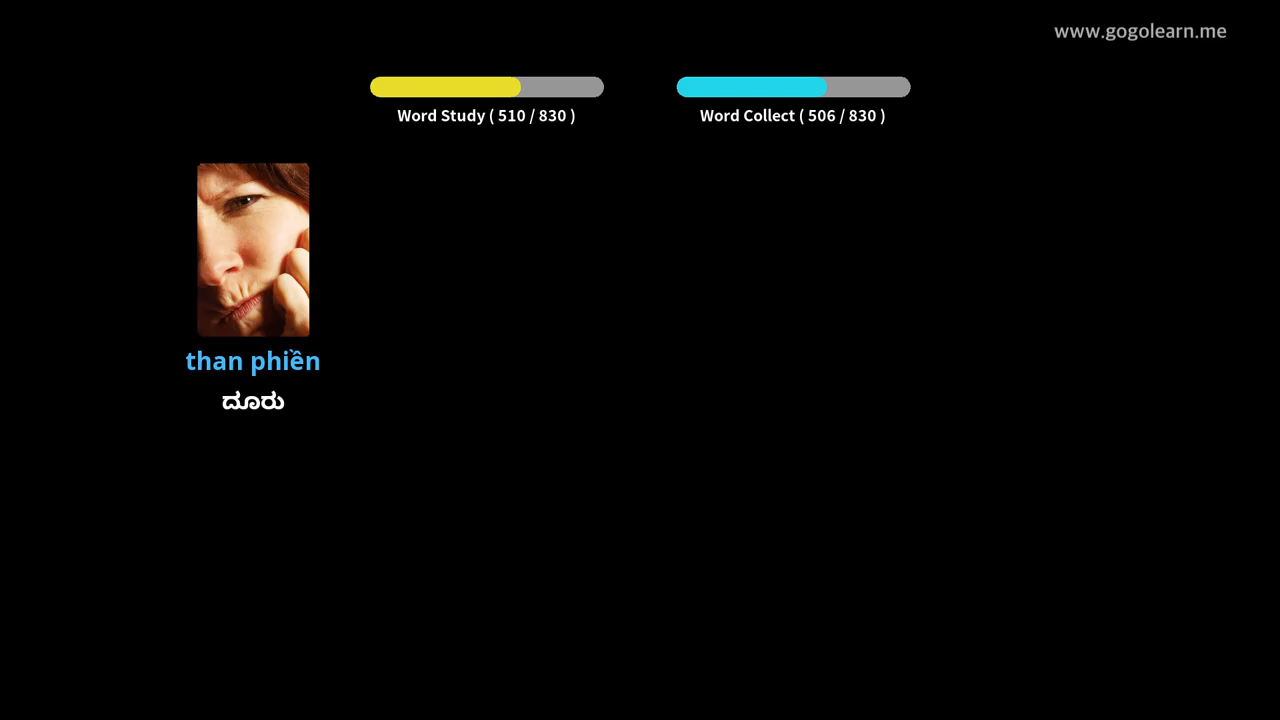 www.gogolearn.me
Word Study ( 510 / 830 )
Word Collect ( 506 / 830 )
than phiền
ದೂರು